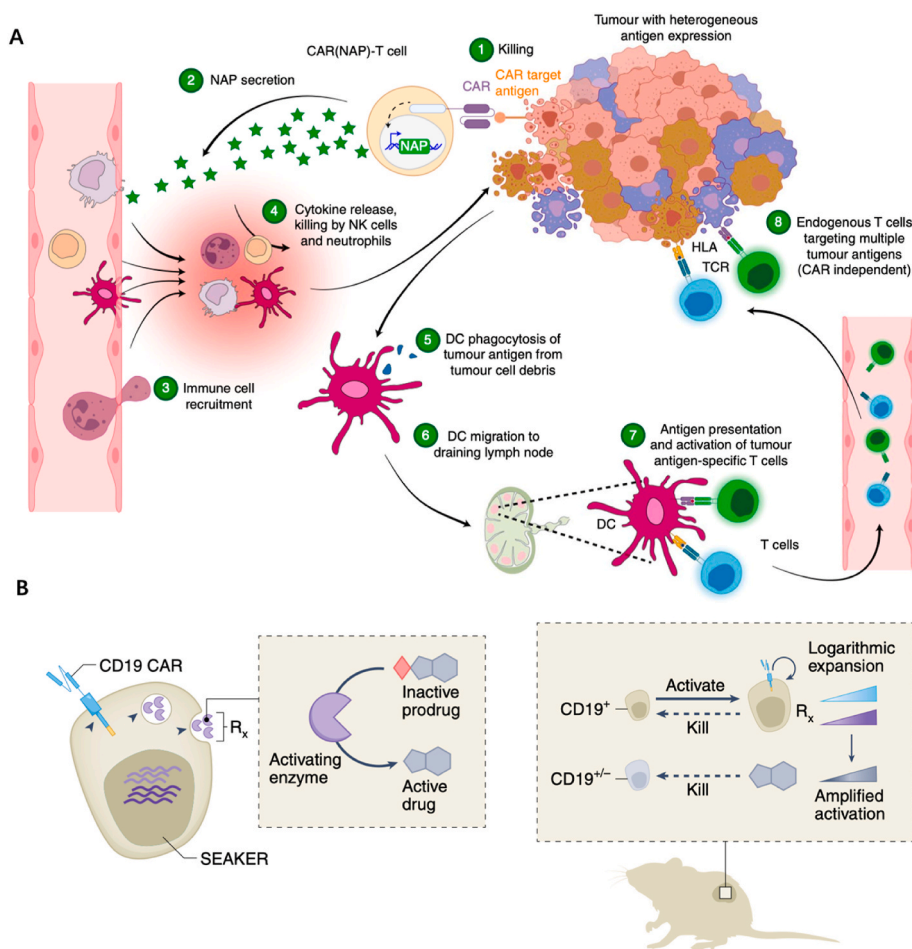 A
CAR(NAP)-T cell
1 Killing
Tumour with heterogeneous
antigen expression
2 NAP secretion
CAR
CAR target
antigen
NAP
4 Cytokine release,
killing by NK cells
and neutrophils
HLA
TCR
8 Endogenous T cells
targeting multiple
tumour antigens
(CAR independent)
3 Immune cell
recruitment
5 DC phagocytosis of
tumour antigen from
tumour cell debris
6 DC migration to
draining lymph node
7 Antigen presentation
and activation of tumour
antigen-specific T cells
DC
T cells
B
CD19 CAR
Rx
SEAKER
Inactive
prodrug
Activating
enzyme
Active
drug
Logarithmic
expansion
CD19+
Activate
Kill
Rx
CD19+/−
Kill
Amplified
activation